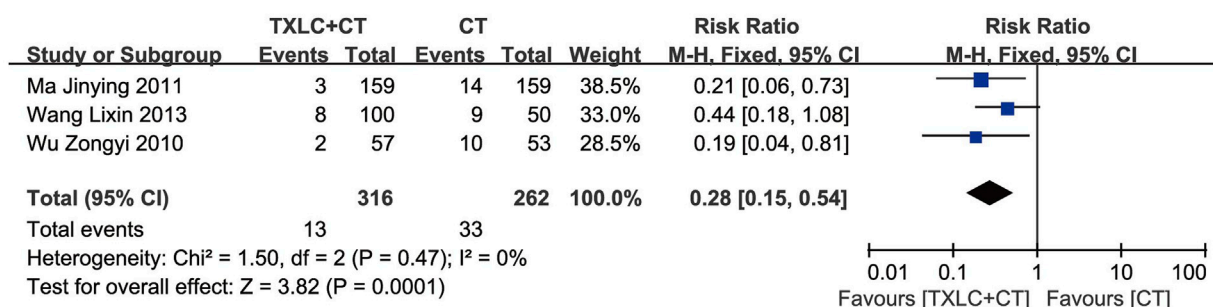 TXLC+CT CT Risk Ratio Risk Ratio
Study or Subgroup Events Total Events Total Weight M-H, Fixed, 95% CI M-H, Fixed, 95% CI
Ma Jinying 2011 3 159 14 159 38.5% 0.21 [0.06, 0.73]
Wang Lixin 2013 8 100 9 50 33.0% 0.44 [0.18, 1.08]
Wu Zongyi 2010 2 57 10 53 28.5% 0.19 [0.04, 0.81]
Total (95% CI) 316 262 100.0% 0.28 [0.15, 0.54]
Total events 13 33
Heterogeneity: Chi² = 1.50, df = 2 (P = 0.47); I² = 0%
Test for overall effect: Z = 3.82 (P = 0.0001)
0.01 0.1 1 10 100
Favours [TXLC+CT] Favours [CT]